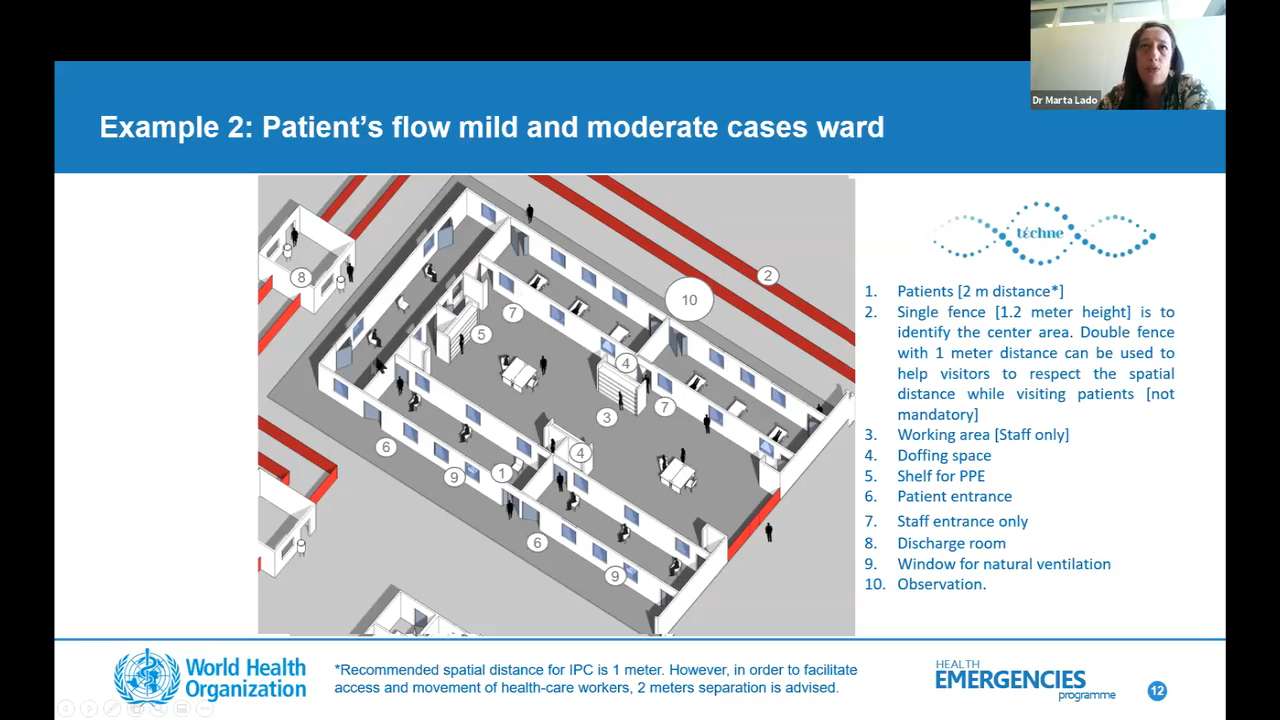 Dr Marta Lado
Example 2: Patient’s flow mild and moderate cases ward
téchne
8
2
10
7
5
4
7
3
4
6
9
1
6
9
1. Patients [2 m distance*]
2. Single fence [1.2 meter height] is to
identify the center area. Double fence
with 1 meter distance can be used to
help visitors to respect the spatial
distance while visiting patients [not
mandatory]
3. Working area [Staff only]
4. Doffing space
5. Shelf for PPE
6. Patient entrance
7. Staff entrance only
8. Discharge room
9. Window for natural ventilation
10. Observation.
World Health
Organization
*Recommended spatial distance for IPC is 1 meter. However, in order to facilitate
access and movement of health-care workers, 2 meters separation is advised.
HEALTH
EMERGENCIES
programme
12